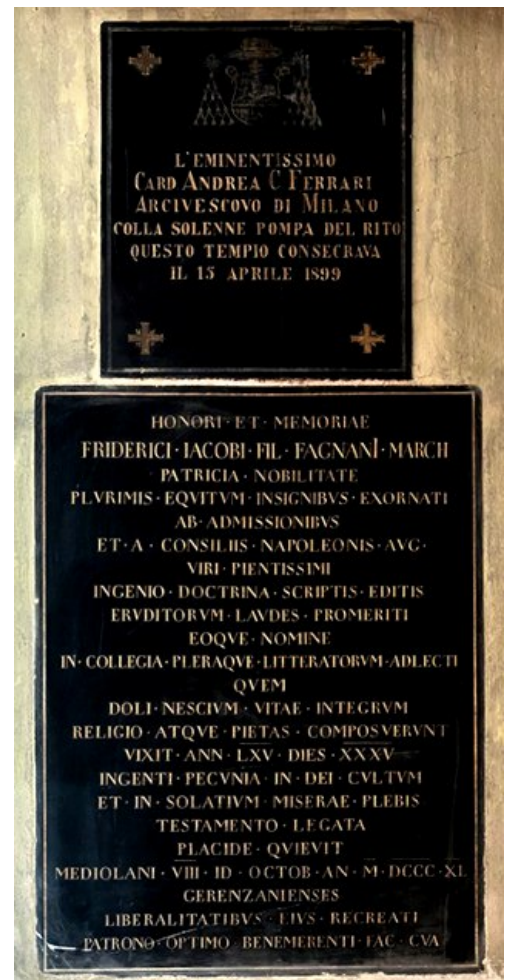 L'EMINENTISSIMO
CARD ANDREA C FERRARI
ARCIVESCOVO DI MILANO
COLLA SOLENNE POMPA DEL RITO
QUESTO TEMPIO CONSECRAVA
IL 15 APRILE 1899
HONORI · ET · MEMORIAE
FRIDERICI · IACOBI · FIL · FAGNANI · MARCH
PATRICIA · NOBILITATE
PLVRIMIS · EQVITVM · INSIGNIBVS · EXORNATI
AB · ADMISSIONIBVS
ET · A · CONSILIIS · NAPOLEONIS · AVG ·
VIRI · PIENTISSIMI
INGENIO · DOCTRINA · SCRIPTIS · EDITIS
ERVDITORVM · LAVDES · PROMERITI
EOQVE · NOMINE
IN · COLLEGIA · PLERAQVE · LITTERATORVM · ADLECTI
QVEM
DOLI · NESCIVM · VITAE · INTEGRVM
RELIGIO · ATQVE · PIETAS · COMPOSVERVNT
VIXIT · ANN · LXV · DIES · XXXV
INGENTI · PECVNIA · IN · DEI · CVLTVM
ET · IN · SOLATIVM · MISERAE · PLEBIS
TESTAMENTO · LEGATA
PLACIDE · QVIEVIT
MEDIOLANI · VIII · ID · OCTOB · AN · M · DCCC · XL
GERENZANIENSES
LIBERALITATIBVS · EIVS · RECREATI
PATRONO · OPTIMO · BENEMERENTI · FAC · CVA